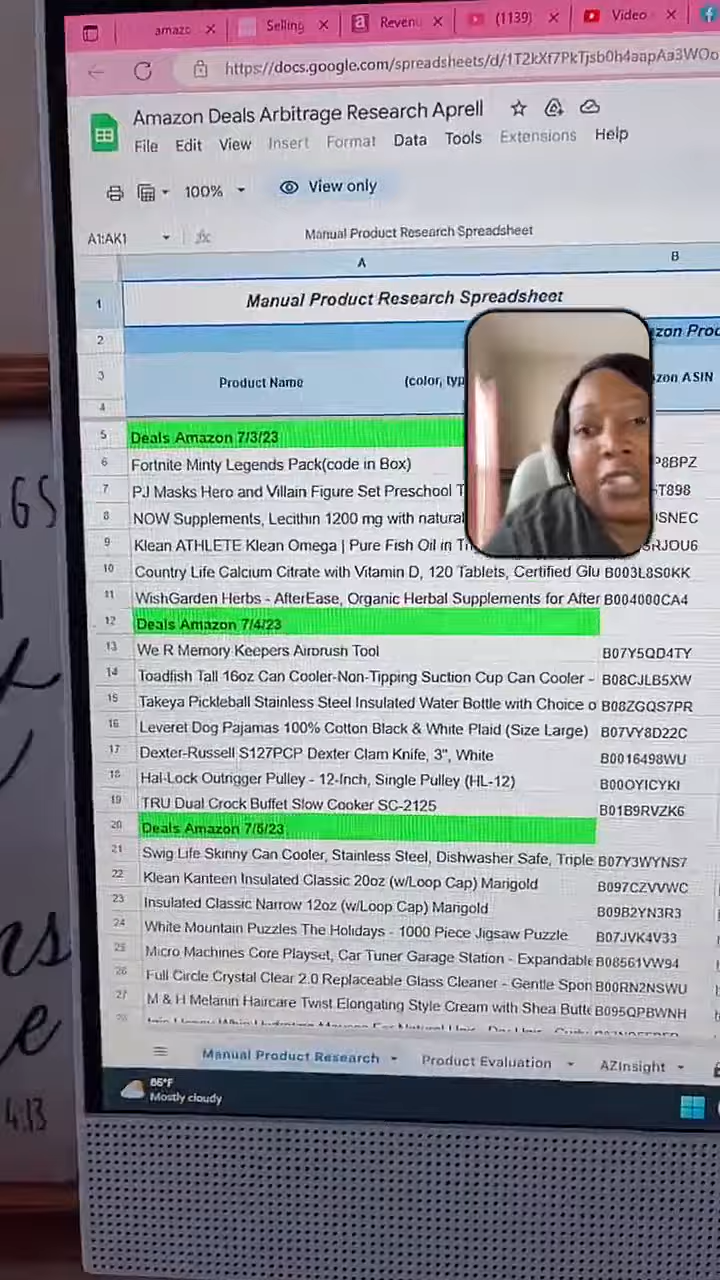 amazo
Selling
Revenu
(1139)
Video
https://docs.google.com/spreadsheets/d/1T2kXf7PkTjsb0h4aapAa3WOo
Amazon Deals Arbitrage Research Aprell
File Edit View Insert Format Data Tools Extensions Help
100% View only
A1:AK1 fx Manual Product Research Spreadsheet
A B
1 Manual Product Research Spreadsheet
2 zon Prod
3 Product Name (color, typ zon ASIN
4
5 Deals Amazon 7/3/23
6 Fortnite Minty Legends Pack(code in Box) P8BPZ
7 PJ Masks Hero and Villain Figure Set Preschool T T898
8 NOW Supplements, Lecithin 1200 mg with natural SNEC
9 Klean ATHLETE Klean Omega | Pure Fish Oil in Tr SRJOU6
10 Country Life Calcium Citrate with Vitamin D, 120 Tablets, Certified Glu B003L8S0KK
11 WishGarden Herbs - AfterEase, Organic Herbal Supplements for After B004000CA4
12 Deals Amazon 7/4/23
13 We R Memory Keepers Airbrush Tool B07Y5QD4TY
14 Toadfish Tall 16oz Can Cooler-Non-Tipping Suction Cup Can Cooler - B08CJLB5XW
15 Takeya Pickleball Stainless Steel Insulated Water Bottle with Choice o B08ZGQS7PR
16 Leveret Dog Pajamas 100% Cotton Black & White Plaid (Size Large) B07VY8D22C
17 Dexter-Russell S127PCP Dexter Clam Knife, 3", White B0016498WU
18 Hal-Lock Outrigger Pulley - 12-Inch, Single Pulley (HL-12) B00OYICYKI
19 TRU Dual Crock Buffet Slow Cooker SC-2125 B01B9RVZK6
20 Deals Amazon 7/5/23
21 Swig Life Skinny Can Cooler, Stainless Steel, Dishwasher Safe, Triple B07Y3WYNS7
22 Klean Kanteen Insulated Classic 20oz (w/Loop Cap) Marigold B097CZVVWC
23 Insulated Classic Narrow 12oz (w/Loop Cap) Marigold B09B2YN3R3
24 White Mountain Puzzles The Holidays - 1000 Piece Jigsaw Puzzle B07JVK4V33
25 Micro Machines Core Playset, Car Tuner Garage Station - Expandable B08561VW94
26 Full Circle Crystal Clear 2.0 Replaceable Glass Cleaner - Gentle Spon B00RN2NSWU
27 M & H Melanin Haircare Twist Elongating Style Cream with Shea Butte B095QPBWNH
28
Manual Product Research Product Evaluation AZInsight
Mostly cloudy
GS
4:13